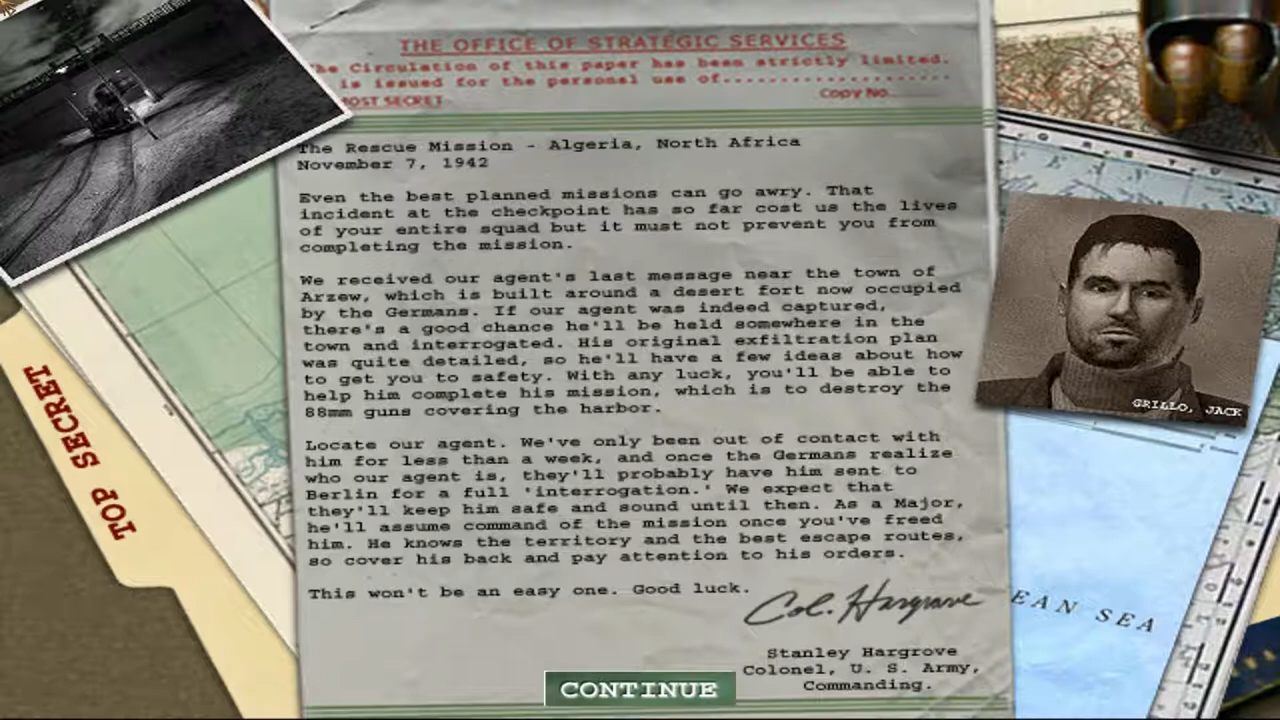 THE OFFICE OF STRATEGIC SERVICES
The Circulation of this paper has been strictly limited.
is issued for the personal use of.....................
MOST SECRET
Copy No.
The Rescue Mission - Algeria, North Africa
November 7, 1942
Even the best planned missions can go awry. That
incident at the checkpoint has so far cost us the lives
of your entire squad but it must not prevent you from
completing the mission.
We received our agent's last message near the town of
Arzew, which is built around a desert fort now occupied
by the Germans. If our agent was indeed captured,
there's a good chance he'll be held somewhere in the
town and interrogated. His original exfiltration plan
was quite detailed, so he'll have a few ideas about how
to get you to safety. With any luck, you'll be able to
help him complete his mission, which is to destroy the
88mm guns covering the harbor.
Locate our agent. We've only been out of contact with
him for less than a week, and once the Germans realize
who our agent is, they'll probably have him sent to
Berlin for a full 'interrogation.' We expect that
they'll keep him safe and sound until then. As a Major,
he'll assume command of the mission once you've freed
him. He knows the territory and the best escape routes,
so cover his back and pay attention to his orders.
This won't be an easy one. Good luck.
Col. Hargrove
Stanley Hargrove
Colonel, U. S. Army,
Commanding.
CONTINUE
TOP SECRET
GRILLO, JACK
EAN SEA